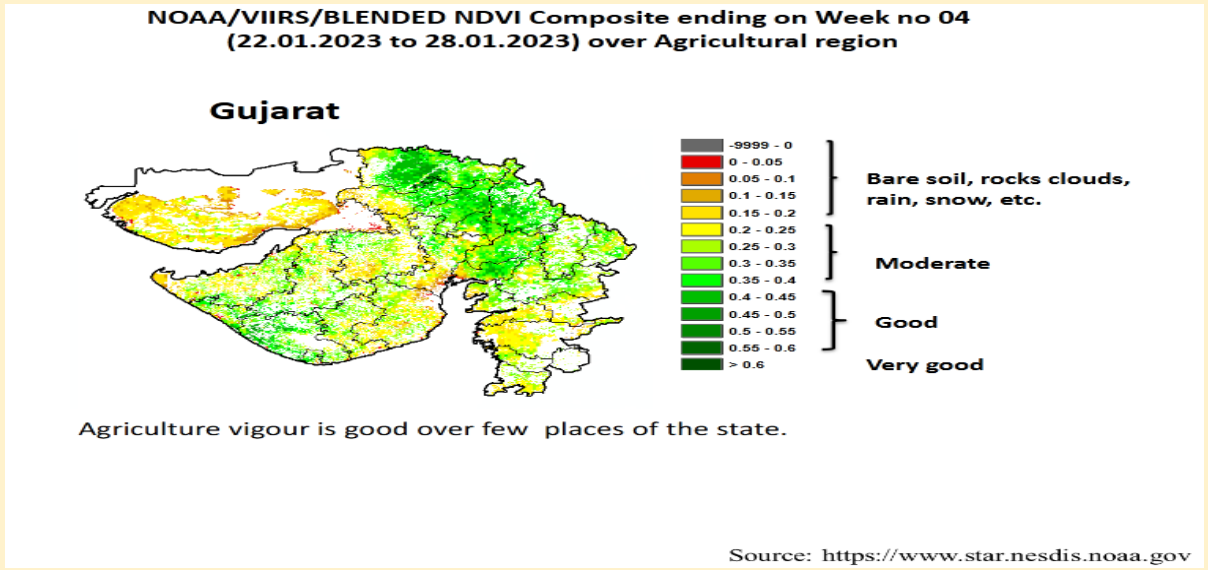 NOAA/VIIRS/BLENDED NDVI Composite ending on Week no 04
(22.01.2023 to 28.01.2023) over Agricultural region
Gujarat
-9999 - 0
0 - 0.05
0.05 - 0.1
0.1 - 0.15
0.15 - 0.2
0.2 - 0.25
0.25 - 0.3
0.3 - 0.35
0.35 - 0.4
0.4 - 0.45
0.45 - 0.5
0.5 - 0.55
0.55 - 0.6
> 0.6
Bare soil, rocks clouds,
rain, snow, etc.
Moderate
Good
Very good
Agriculture vigour is good over few places of the state.
Source: https://www.star.nesdis.noaa.gov